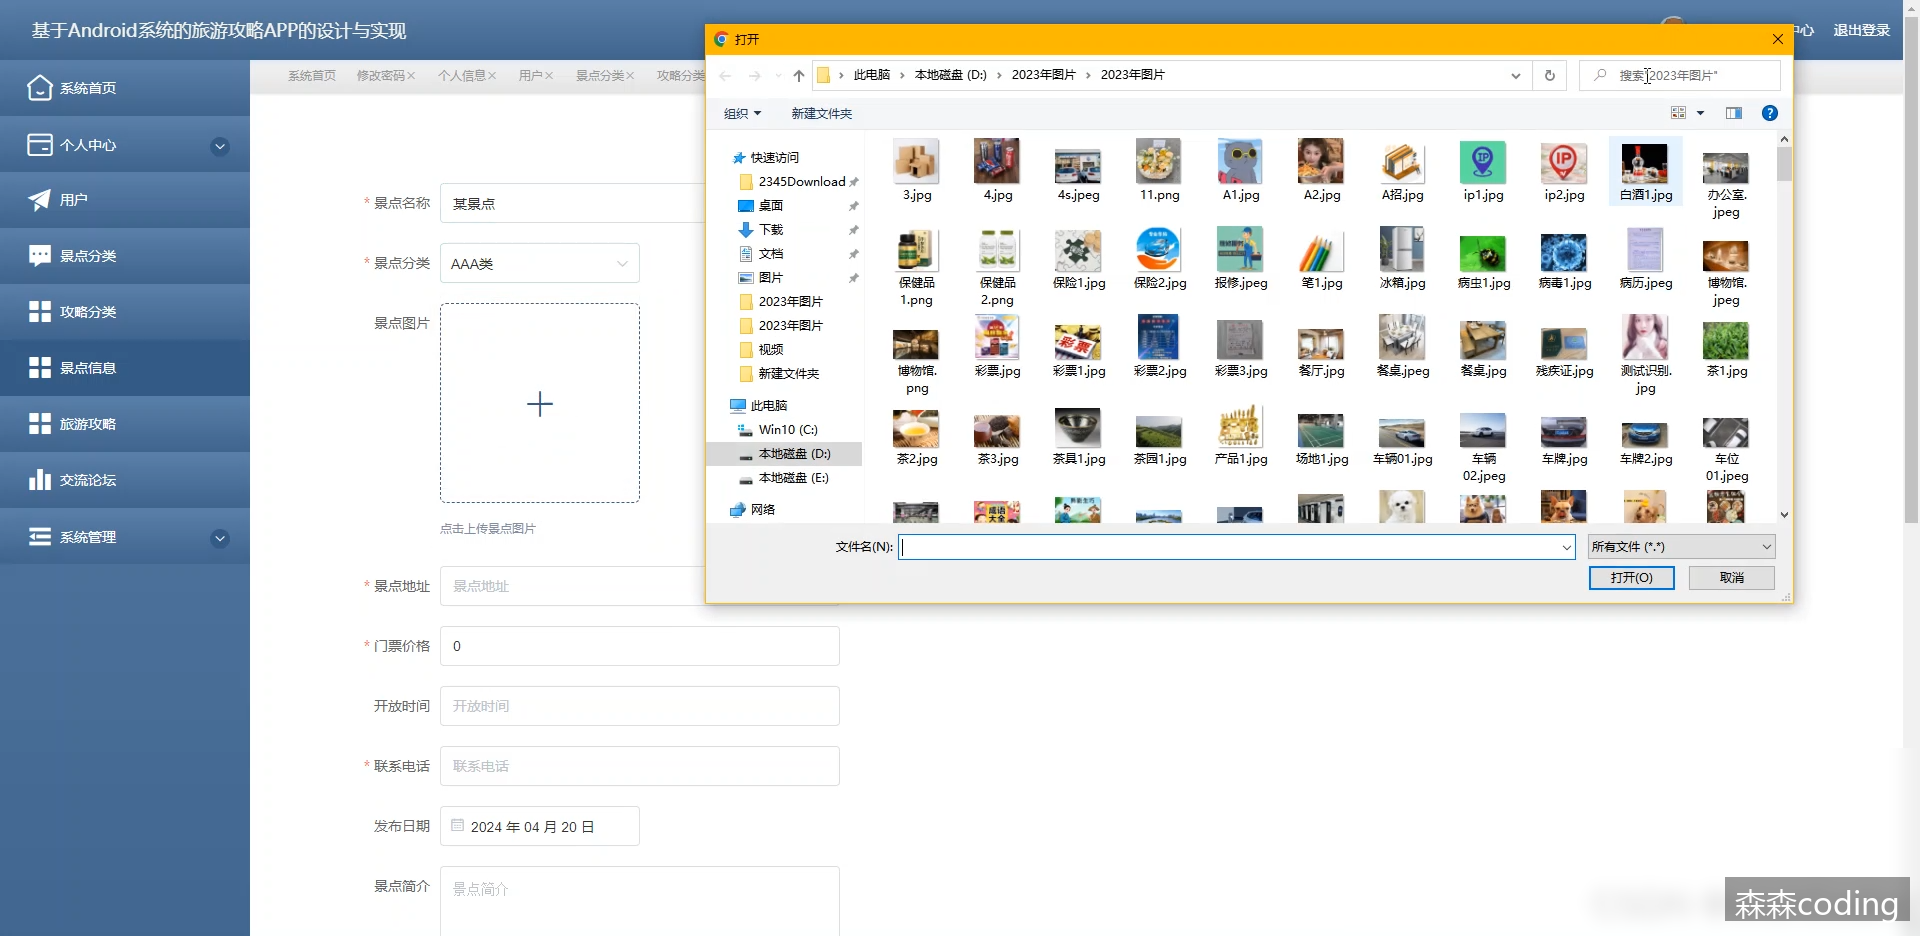 基于Android系统的旅游攻略APP的设计与实现
中心
退出登录
系统首页
个人中心
用户
景点分类
攻略分类
景点信息
旅游攻略
交流论坛
系统管理
系统首页 修改密码× 个人信息× 用户× 景点分类× 攻略分类
* 景点名称 某景点
* 景点分类 AAA类
景点图片
点击上传景点图片
* 景点地址 景点地址
* 门票价格 0
开放时间 开放时间
* 联系电话 联系电话
发布日期 2024 年 04 月 20 日
景点简介 景点简介
打开
此电脑 › 本地磁盘 (D:) › 2023年图片 › 2023年图片
搜索"2023年图片"
组织 新建文件夹
快速访问
2345Download
桌面
下载
文档
图片
2023年图片
2023年图片
视频
新建文件夹
此电脑
Win10 (C:)
本地磁盘 (D:)
本地磁盘 (E:)
网络
3.jpg 4.jpg 4s.jpeg 11.png A1.jpg A2.jpg A招.jpg ip1.jpg ip2.jpg 白酒1.jpg 办公室.jpeg
保健品1.png 保健品2.png 保险1.jpg 保险2.jpg 报修.jpeg 笔1.jpg 冰箱.jpg 病虫1.jpg 病毒1.jpg 病历.jpeg 博物馆.jpeg
博物馆.png 彩票.jpg 彩票1.jpg 彩票2.jpg 彩票3.jpg 餐厅.jpg 餐桌.jpeg 餐桌.jpg 残疾证.jpg 测试识别.jpg 茶1.jpg
茶2.jpg 茶3.jpg 茶具1.jpg 茶园1.jpg 产品1.jpg 场地1.jpg 车辆01.jpg 车辆02.jpeg 车牌.jpg 车牌2.jpg 车位01.jpeg
文件名(N):
所有文件 (*.*)
打开(O) 取消
森森coding